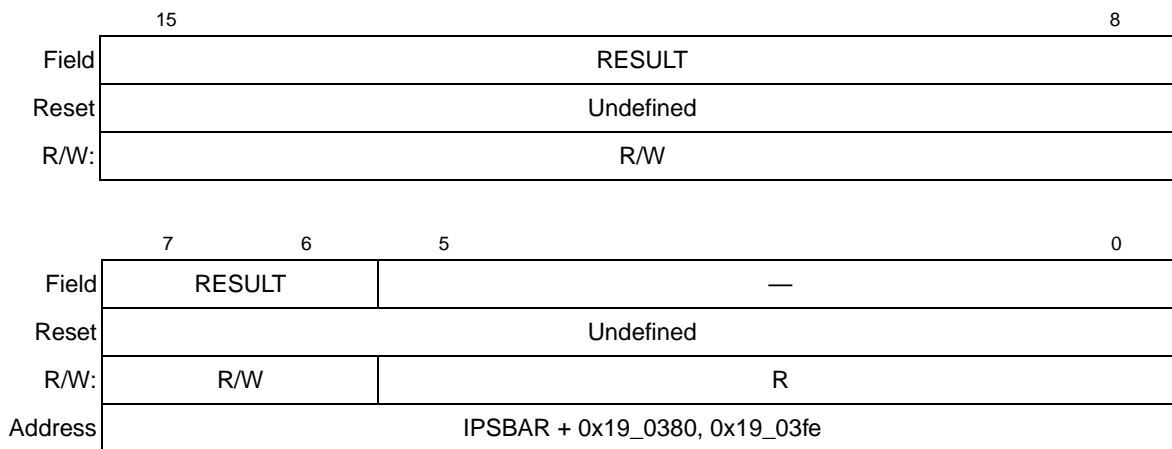 15 8
Field RESULT
Reset Undefined
R/W: R/W
7 6 5 0
Field RESULT —
Reset Undefined
R/W: R/W R
Address IPSBAR + 0x19_0380, 0x19_03fe